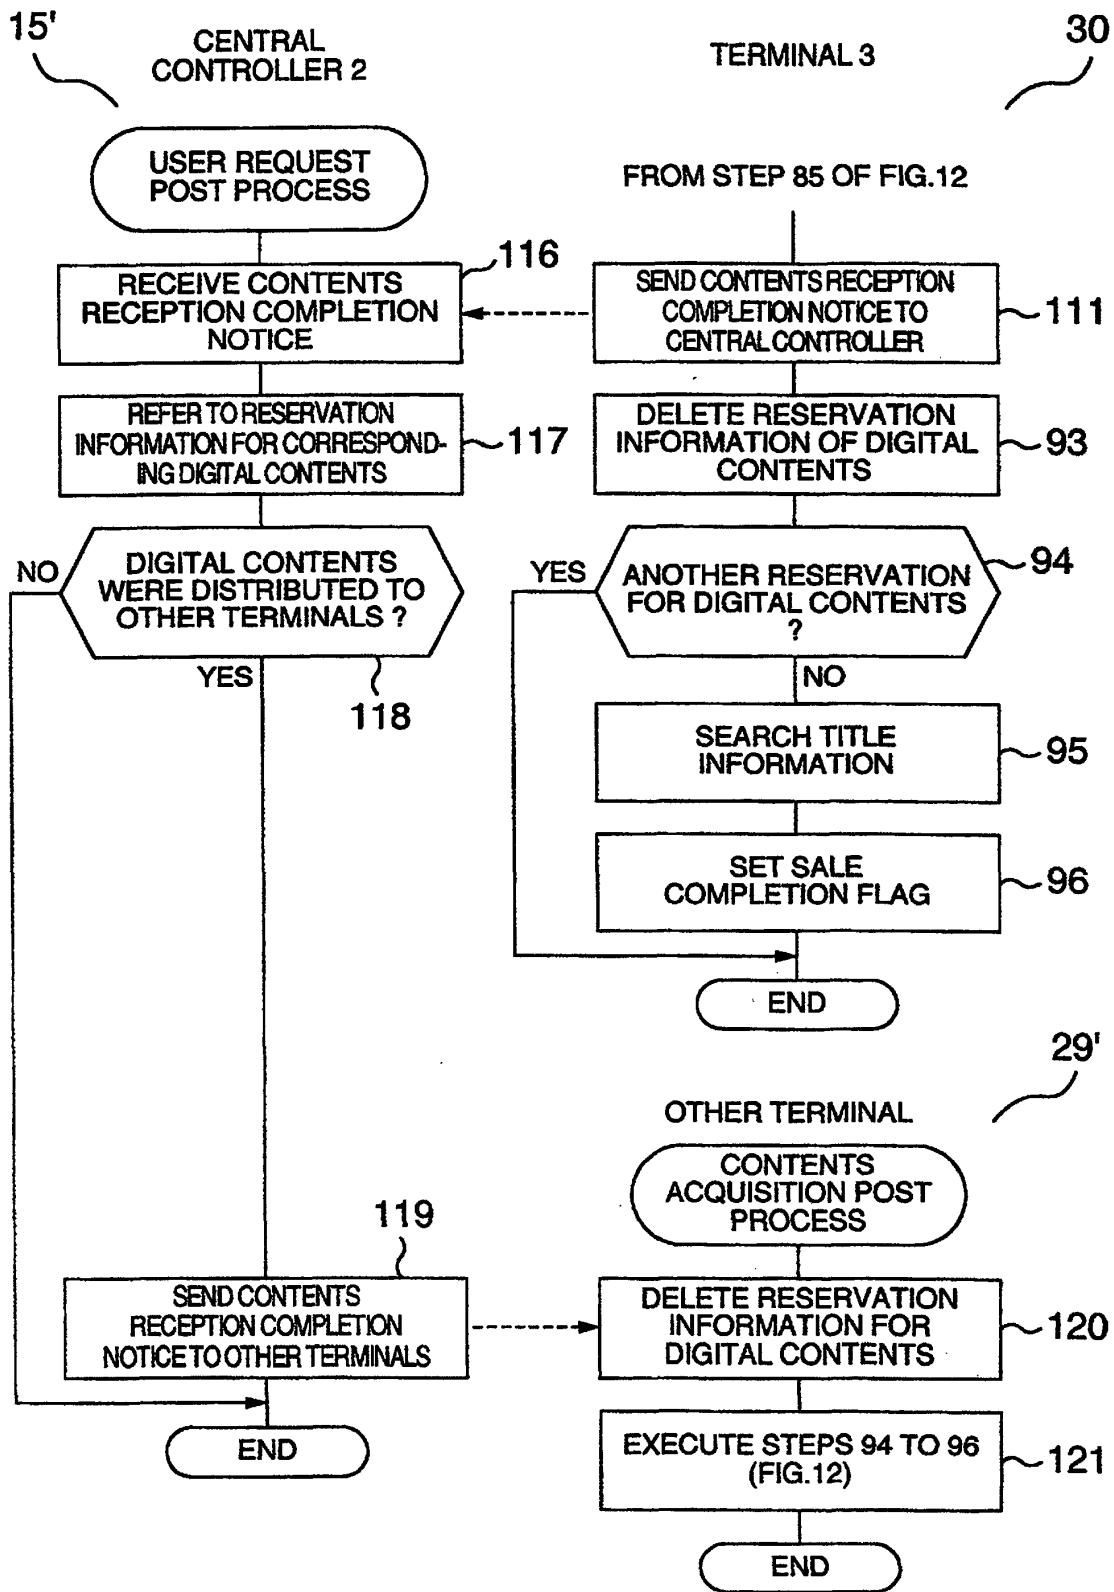 15'
CENTRAL
CONTROLLER 2
TERMINAL 3
30
USER REQUEST
POST PROCESS
FROM STEP 85 OF FIG.12
RECEIVE CONTENTS
RECEPTION COMPLETION
NOTICE
116
SEND CONTENTS RECEPTION
COMPLETION NOTICE TO
CENTRAL CONTROLLER
111
REFER TO RESERVATION
INFORMATION FOR CORRESPOND-
ING DIGITAL CONTENTS
117
DELETE RESERVATION
INFORMATION OF DIGITAL
CONTENTS
93
NO
DIGITAL CONTENTS
WERE DISTRIBUTED TO
OTHER TERMINALS ?
YES
118
YES
ANOTHER RESERVATION
FOR DIGITAL CONTENTS
?
94
NO
SEARCH TITLE
INFORMATION
95
SET SALE
COMPLETION FLAG
96
END
29'
OTHER TERMINAL
CONTENTS
ACQUISITION POST
PROCESS
119
SEND CONTENTS
RECEPTION COMPLETION
NOTICE TO OTHER TERMINALS
DELETE RESERVATION
INFORMATION FOR
DIGITAL CONTENTS
120
END
EXECUTE STEPS 94 TO 96
(FIG.12)
121
END